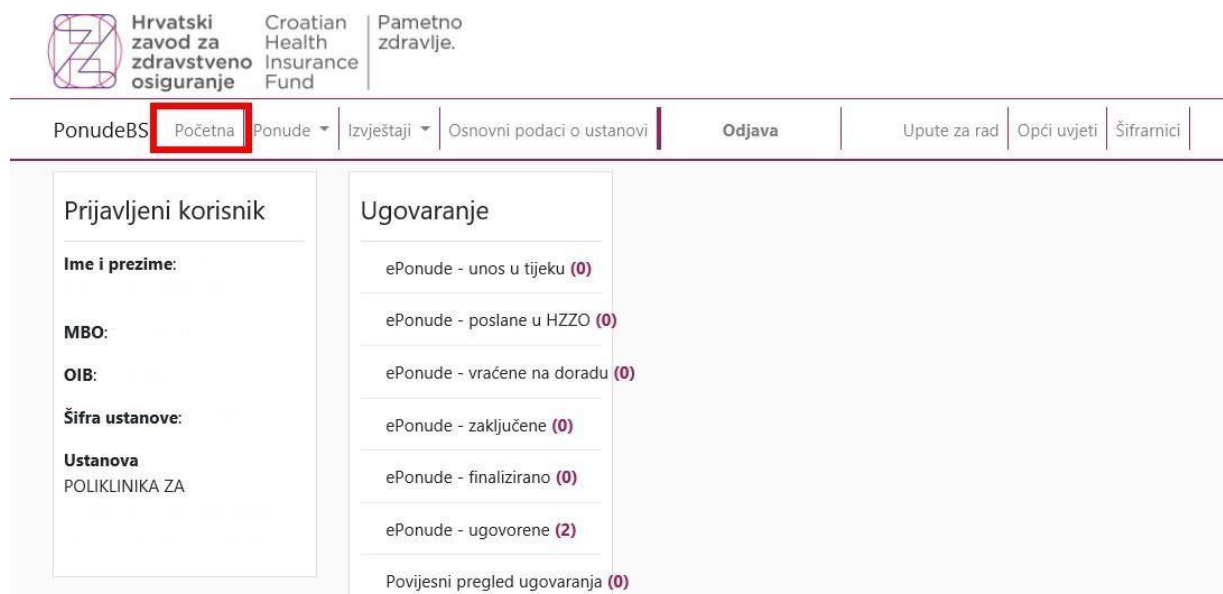 Hrvatski
zavod za
zdravstveno
osiguranje
Croatian
Health
Insurance
Fund
Pametno
zdravlje.
PonudeBS Početna Ponude Izvještaji Osnovni podaci o ustanovi Odjava Upute za rad Opći uvjeti Šifrarnici
Prijavljeni korisnik
Ime i prezime:
MBO:
OIB:
Šifra ustanove:
Ustanova
POLIKLINIKA ZA
Ugovaranje
ePonude - unos u tijeku (0)
ePonude - poslane u HZZO (0)
ePonude - vraćene na doradu (0)
ePonude - zaključene (0)
ePonude - finalizirano (0)
ePonude - ugovorene (2)
Povijesni pregled ugovaranja (0)